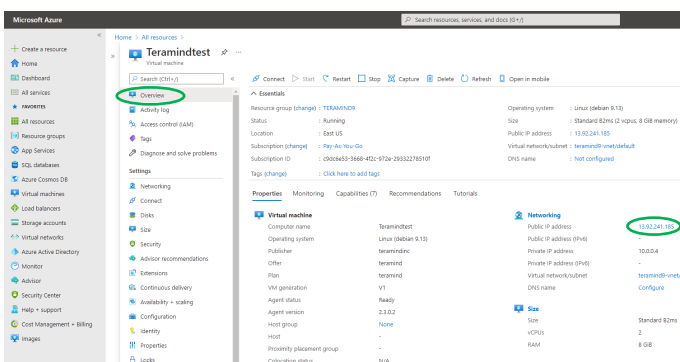 Microsoft Azure
Search resources, services, and docs (G+/)
Create a resource
Home
Dashboard
All services
FAVORITES
All resources
Resource groups
App Services
SQL databases
Azure Cosmos DB
Virtual machines
Load balancers
Storage accounts
Virtual networks
Azure Active Directory
Monitor
Advisor
Security Center
Help + support
Cost Management + Billing
Images
Home > All resources >
Teramindtest
Virtual machine
Search (Ctrl+/)
Overview
Activity log
Access control (IAM)
Tags
Diagnose and solve problems
Settings
Networking
Connect
Disks
Size
Security
Advisor recommendations
Extensions
Continuous delivery
Availability + scaling
Configuration
Identity
Properties
Locks
Connect Start Restart Stop Capture Delete Refresh Open in mobile
Essentials
Resource group (change) : TERAMIND9
Status : Running
Location : East US
Subscription (change) : Pay-As-You-Go
Subscription ID : c9dc6e53-3668-4f2c-972e-29332278510f
Tags (change) : Click here to add tags
Operating system : Linux (debian 9.13)
Size : Standard B2ms (2 vcpus, 8 GiB memory)
Public IP address : 13.92.241.185
Virtual network/subnet : teramind9-vnet/default
DNS name : Not configured
Properties Monitoring Capabilities (7) Recommendations Tutorials
Virtual machine
Computer name Teramindtest
Operating system Linux (debian 9.13)
Publisher teramindinc
Offer teramind
Plan teramind
VM generation V1
Agent status Ready
Agent version 2.3.0.2
Host group None
Host -
Proximity placement group -
Colocation status N/A
Networking
Public IP address 13.92.241.185
Public IP address (IPv6) -
Private IP address 10.0.0.4
Private IP address (IPv6) -
Virtual network/subnet teramind9-vnet/
DNS name Configure
Size
Size Standard B2ms
vCPUs 2
RAM 8 GiB